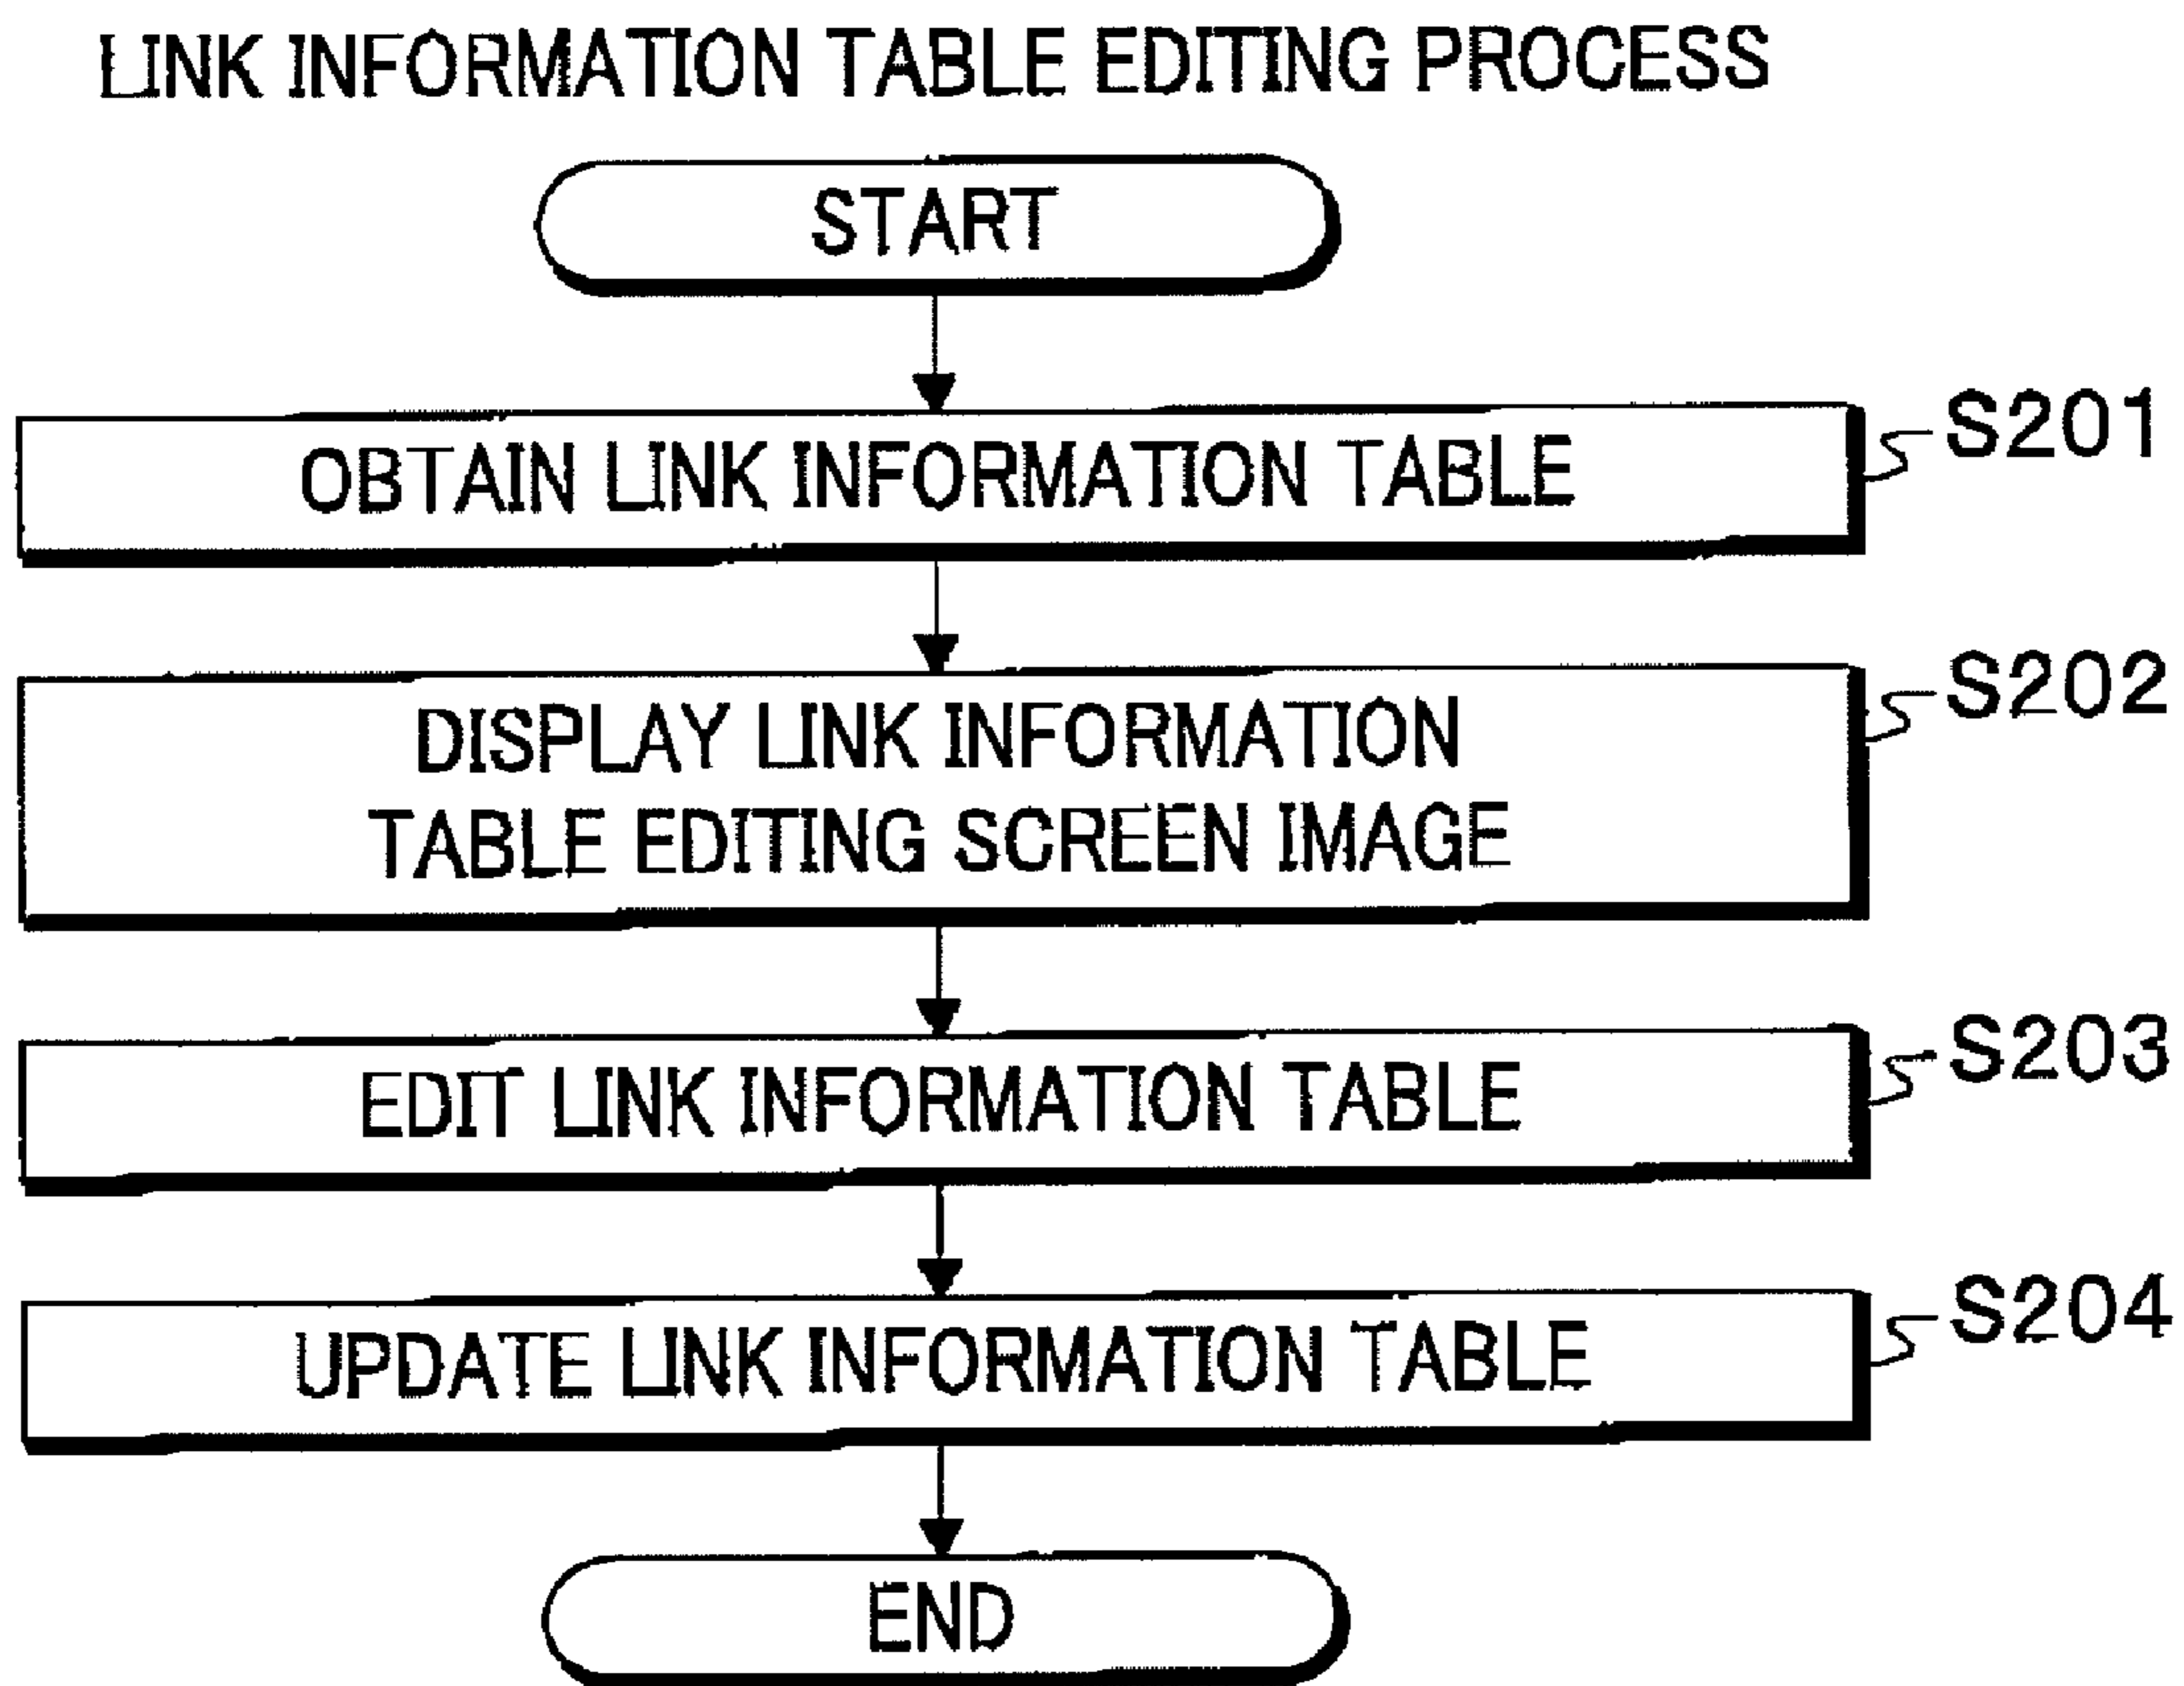 LINK INFORMATION TABLE EDITING PROCESS
START
OBTAIN LINK INFORMATION TABLE
S201
DISPLAY LINK INFORMATION
TABLE EDITING SCREEN IMAGE
S202
EDIT LINK INFORMATION TABLE
S203
UPDATE LINK INFORMATION TABLE
S204
END